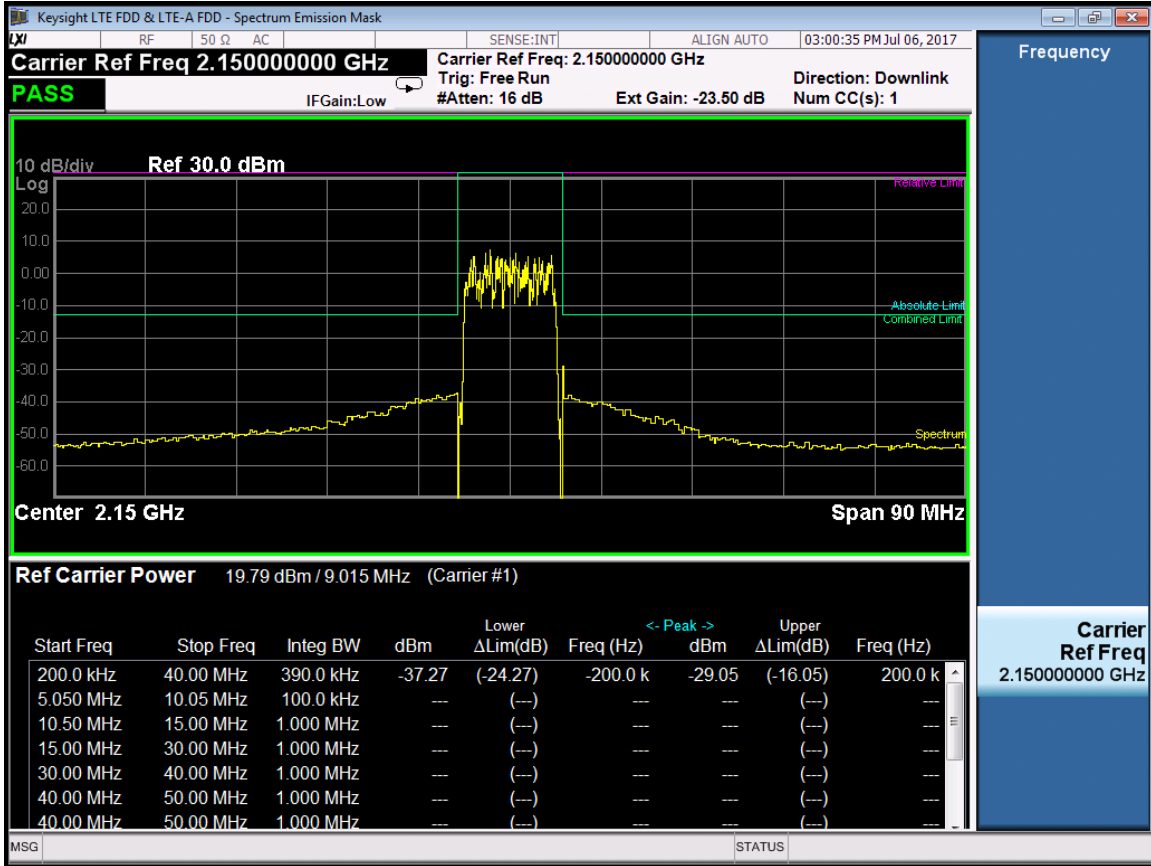 Keysight LTE FDD & LTE-A FDD - Spectrum Emission Mask
LXI RF 50 Ω AC SENSE:INT ALIGN AUTO 03:00:35 PM Jul 06, 2017
Carrier Ref Freq 2.150000000 GHz
Carrier Ref Freq: 2.150000000 GHz
Trig: Free Run Direction: Downlink
PASS IFGain:Low #Atten: 16 dB Ext Gain: -23.50 dB Num CC(s): 1
Frequency
10 dB/div Ref 30.0 dBm
Log
Relative Limit
20.0
10.0
0.00
-10.0
Absolute Limit
Combined Limit
-20.0
-30.0
-40.0
-50.0
Spectrum
-60.0
Center 2.15 GHz Span 90 MHz
Ref Carrier Power 19.79 dBm / 9.015 MHz (Carrier #1)
Lower <- Peak -> Upper
Start Freq Stop Freq Integ BW dBm ΔLim(dB) Freq (Hz) dBm ΔLim(dB) Freq (Hz)
200.0 kHz 40.00 MHz 390.0 kHz -37.27 (-24.27) -200.0 k -29.05 (-16.05) 200.0 k
5.050 MHz 10.05 MHz 100.0 kHz --- (---) --- --- (---) ---
10.50 MHz 15.00 MHz 1.000 MHz --- (---) --- --- (---) ---
15.00 MHz 30.00 MHz 1.000 MHz --- (---) --- --- (---) ---
30.00 MHz 40.00 MHz 1.000 MHz --- (---) --- --- (---) ---
40.00 MHz 50.00 MHz 1.000 MHz --- (---) --- --- (---) ---
40.00 MHz 50.00 MHz 1.000 MHz --- (---) --- --- (---) ---
Carrier
Ref Freq
2.150000000 GHz
MSG STATUS